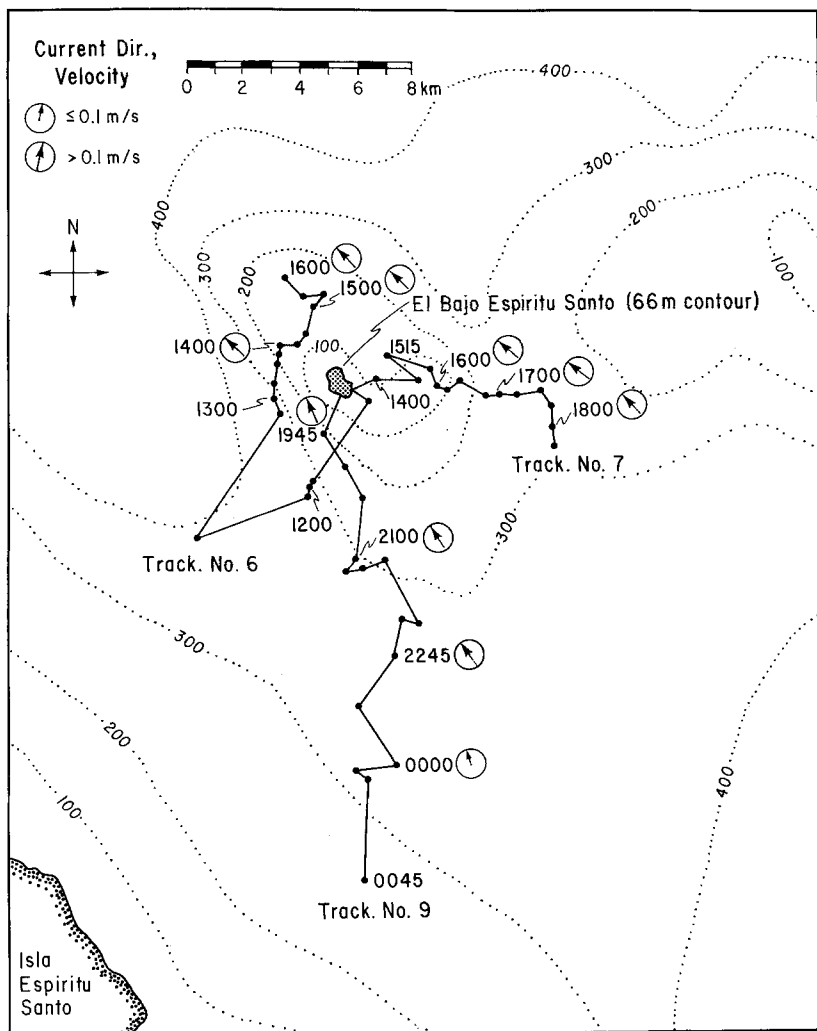 Current Dir.,
Velocity
≤0.1 m/s
>0.1 m/s
0 2 4 6 8 km
N
400
300
200
100
400
300
200
1600
1500
El Bajo Espiritu Santo (66m contour)
1400
100
1515
1600
1700
1800
1400
1300
1945
Track. No. 7
1200
300
2100
Track. No. 6
300
2245
200
0000
400
100
0045
Track. No. 9
Isla
Espiritu
Santo